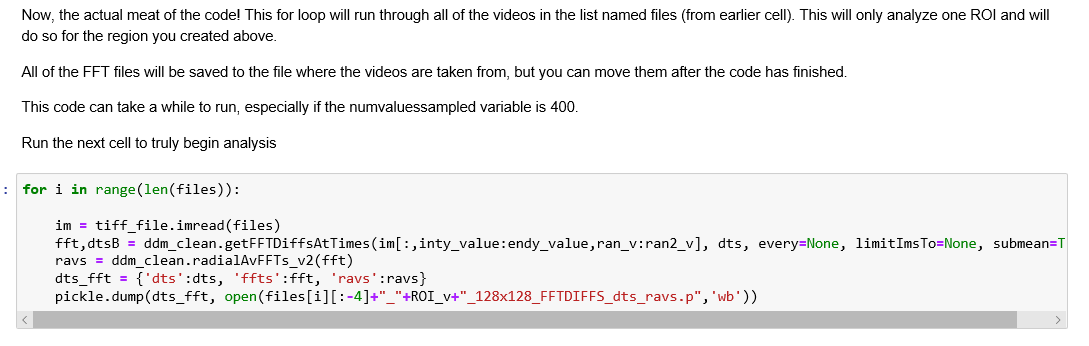 Now, the actual meat of the code! This for loop will run through all of the videos in the list named files (from earlier cell). This will only analyze one ROI and will
do so for the region you created above.
All of the FFT files will be saved to the file where the videos are taken from, but you can move them after the code has finished.
This code can take a while to run, especially if the numvaluessampled variable is 400.
Run the next cell to truly begin analysis
: for i in range(len(files)):
im = tiff_file.imread(files)
fft,dtsB = ddm_clean.getFFTDiffsAtTimes(im[:,inty_value:endy_value,ran_v:ran2_v], dts, every=None, limitImsTo=None, submean=T
ravs = ddm_clean.radialAvFFTs_v2(fft)
dts_fft = {'dts':dts, 'ffts':fft, 'ravs':ravs}
pickle.dump(dts_fft, open(files[i][:-4]+"_"+ROI_v+"_128x128_FFTDIFFS_dts_ravs.p",'wb'))